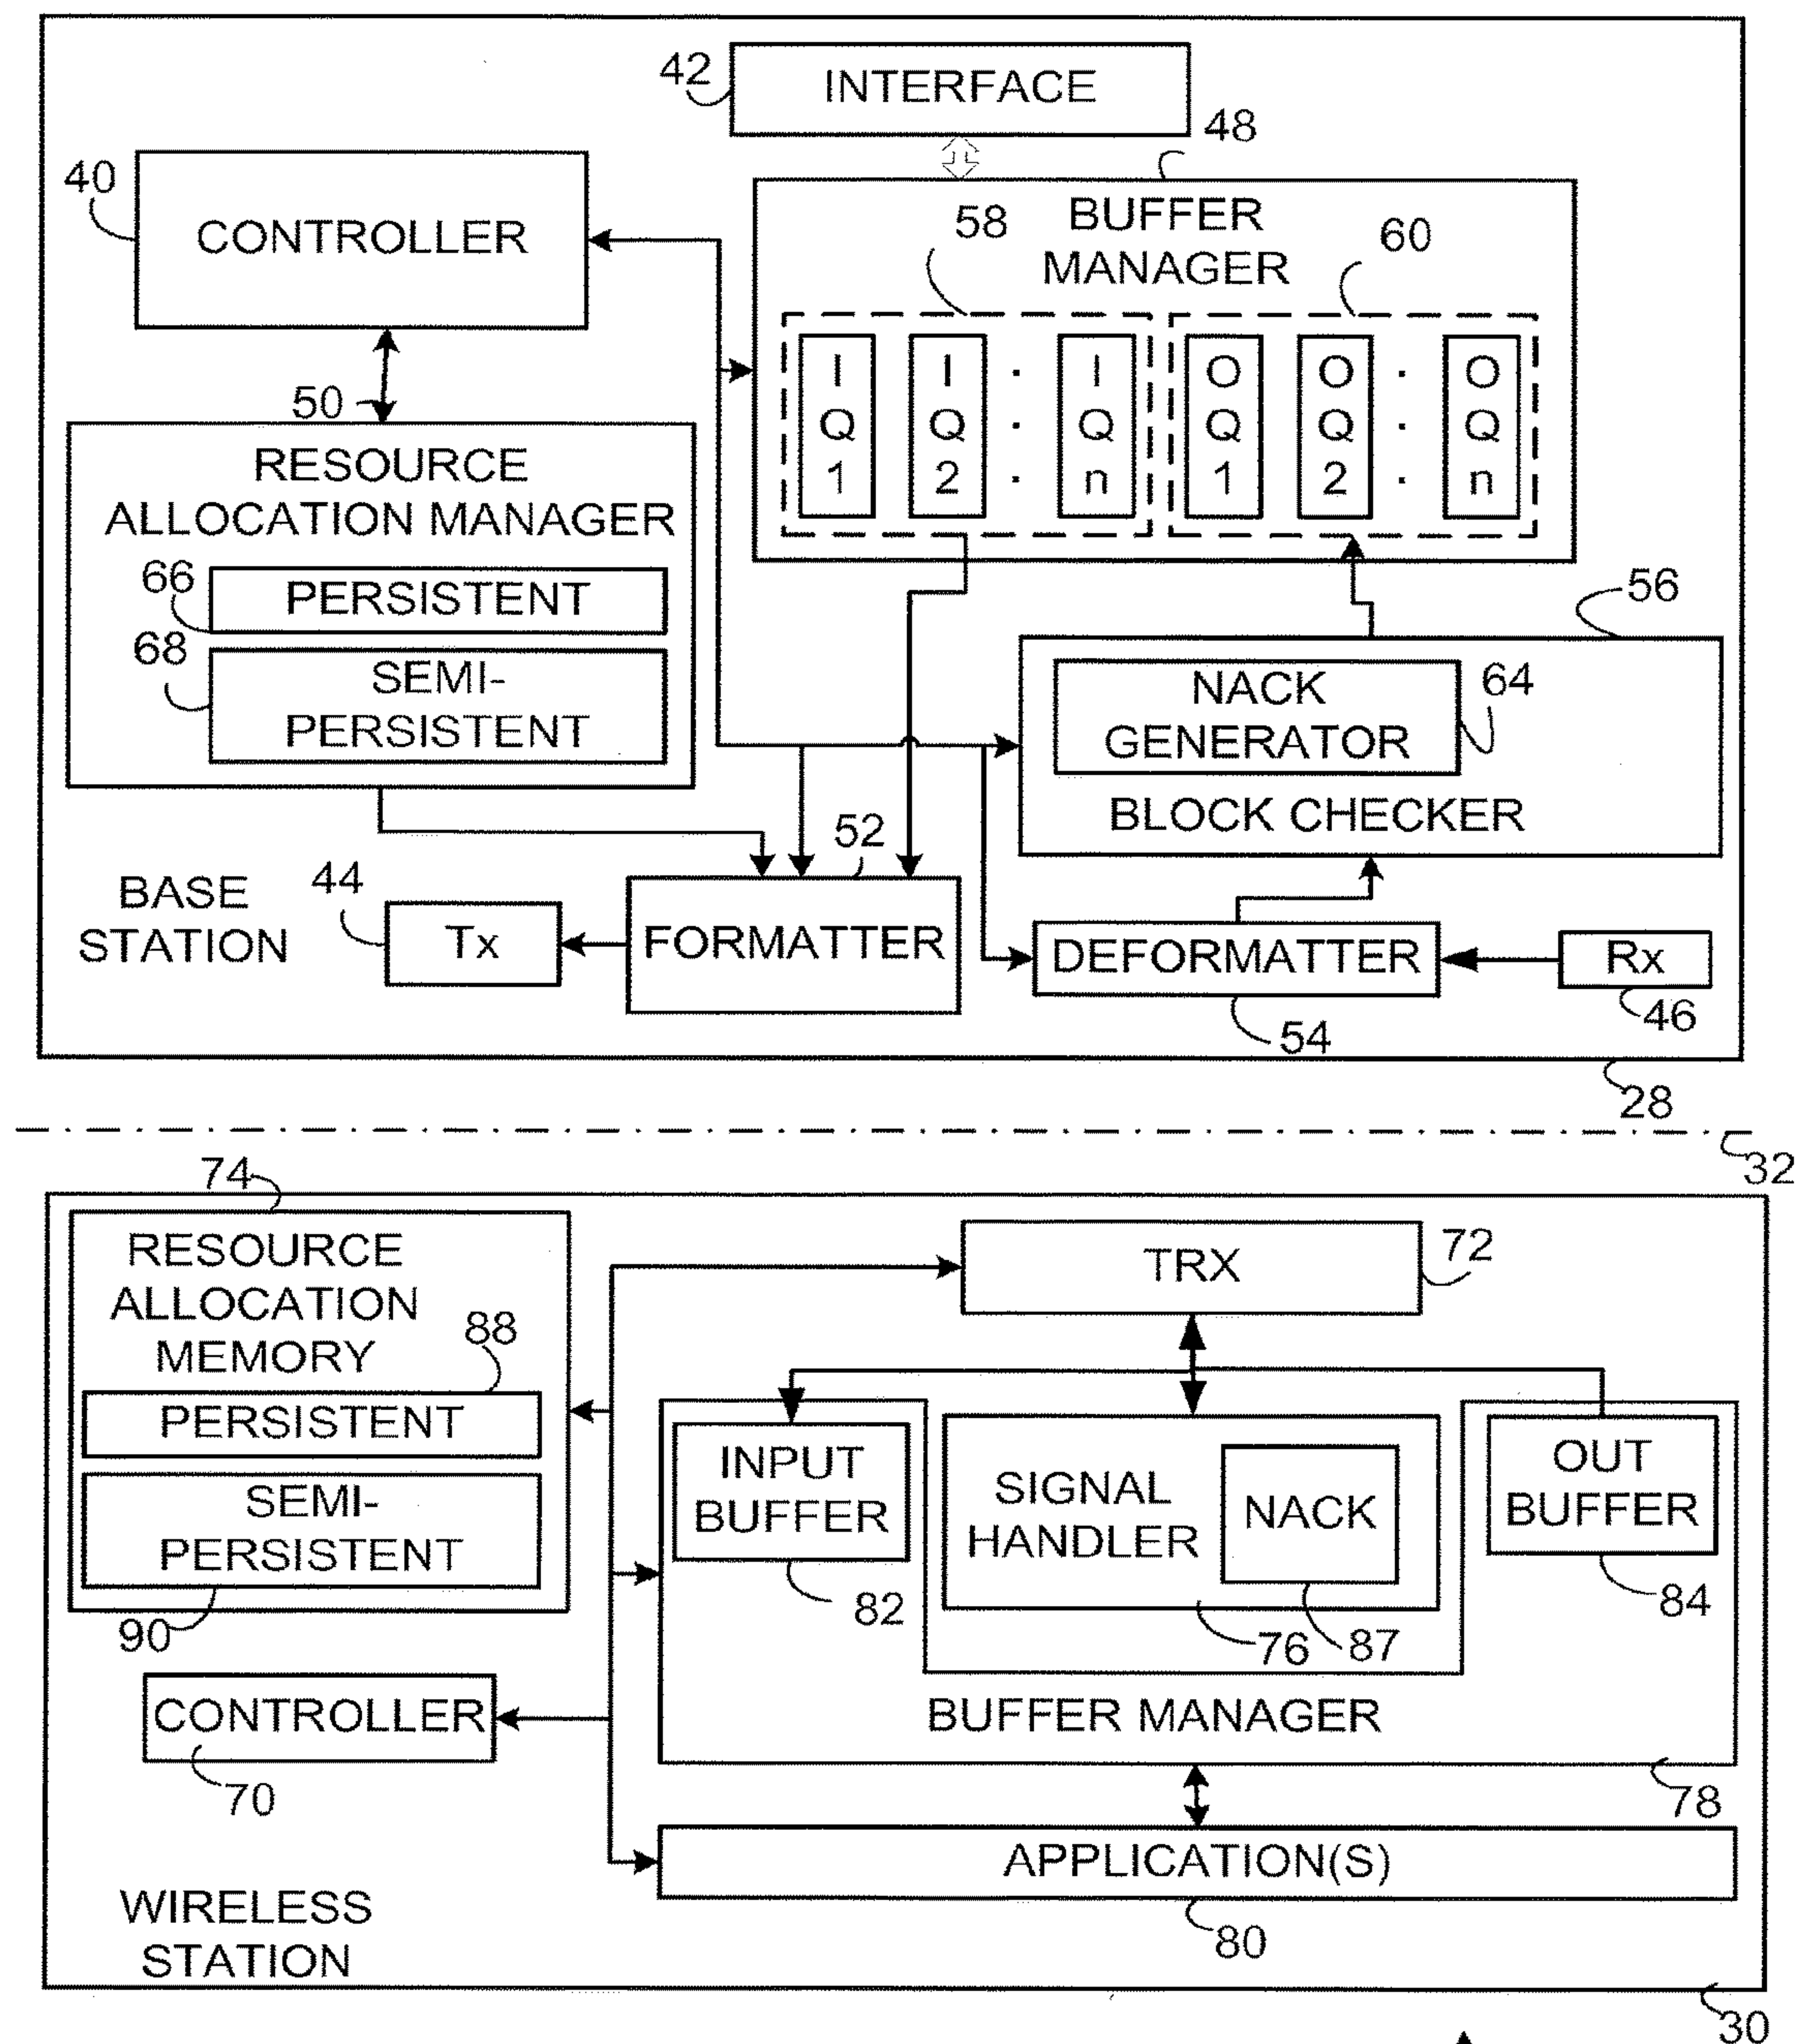 42
INTERFACE
48
40
CONTROLLER
58
BUFFER
MANAGER
60
I I . I O O . O
Q Q . Q Q Q . Q
1 2 . n 1 2 . n
50
RESOURCE
ALLOCATION MANAGER
66
PERSISTENT
68
SEMI-
PERSISTENT
56
NACK
GENERATOR
64
BLOCK CHECKER
52
BASE
STATION
44
Tx
FORMATTER
DEFORMATTER
Rx
54
46
28
32
74
RESOURCE
ALLOCATION
MEMORY
88
PERSISTENT
SEMI-
PERSISTENT
90
TRX
72
INPUT
BUFFER
82
SIGNAL
HANDLER
NACK
76
87
OUT
BUFFER
84
CONTROLLER
70
BUFFER MANAGER
78
APPLICATION(S)
80
WIRELESS
STATION
30